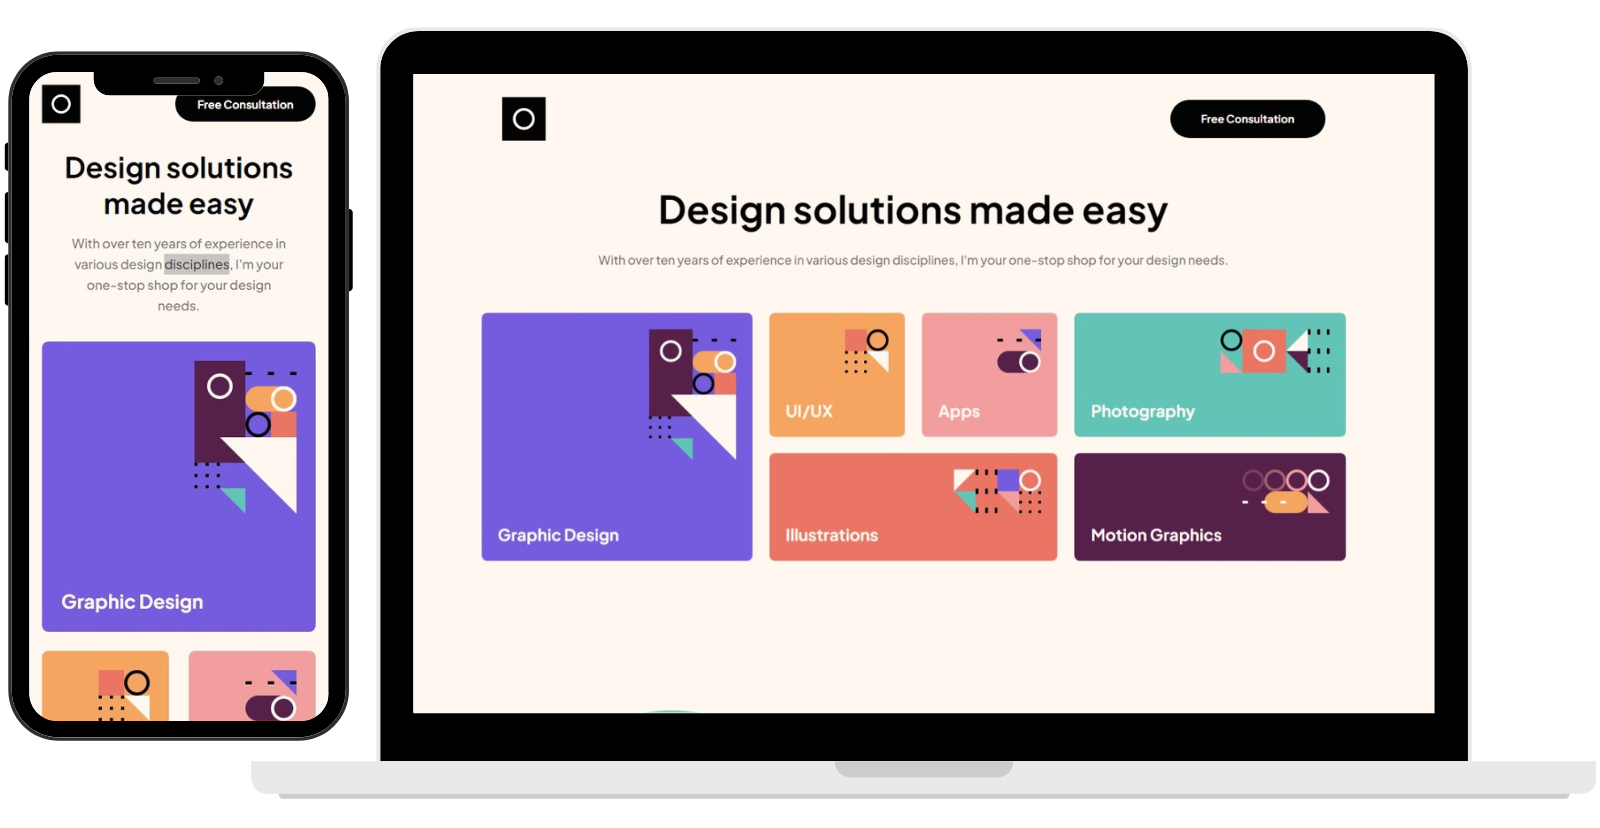 Free Consultation
Design solutions
made easy
With over ten years of experience in
various design disciplines, I'm your
one-stop shop for your design
needs.
Graphic Design
Free Consultation
Design solutions made easy
With over ten years of experience in various design disciplines, I'm your one-stop shop for your design needs.
Graphic Design
UI/UX
Apps
Photography
Illustrations
Motion Graphics